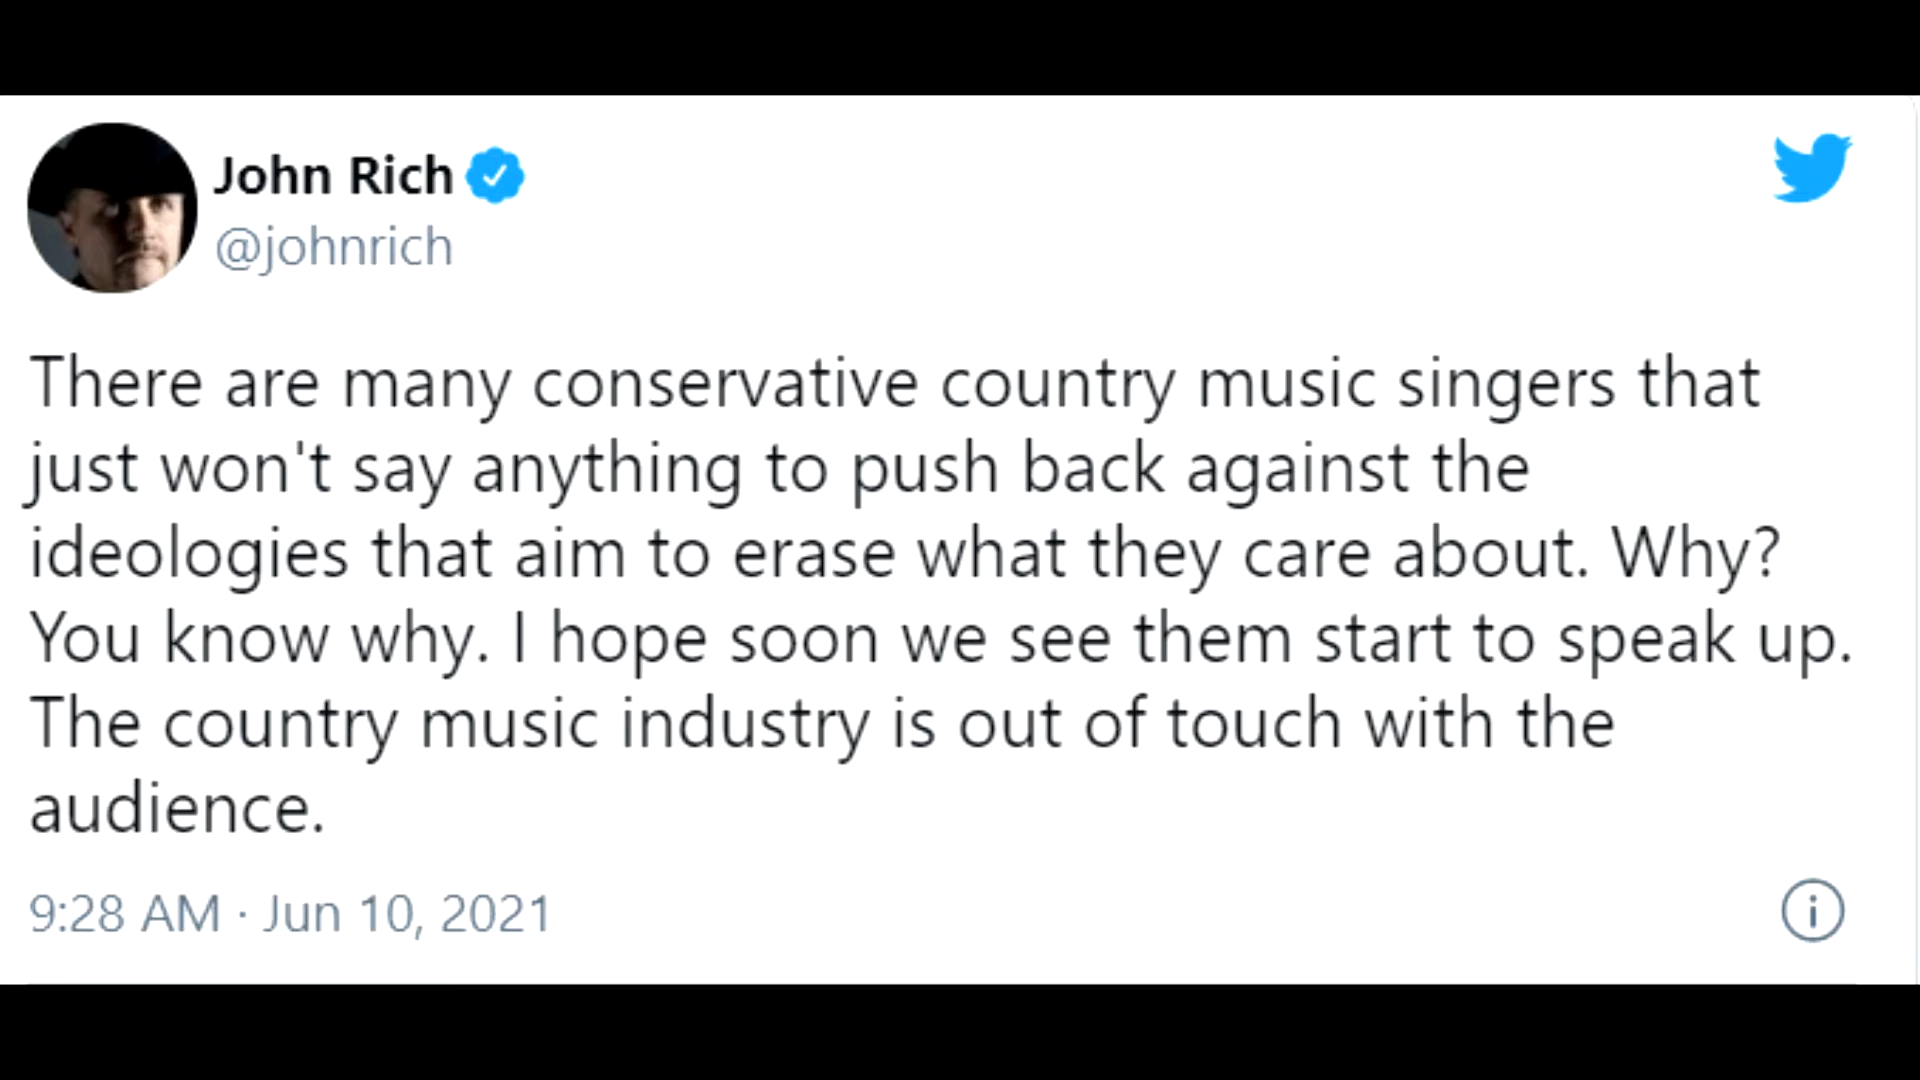 John Rich
@johnrich
There are many conservative country music singers that
just won't say anything to push back against the
ideologies that aim to erase what they care about. Why?
You know why. I hope soon we see them start to speak up.
The country music industry is out of touch with the
audience.
9:28 AM · Jun 10, 2021